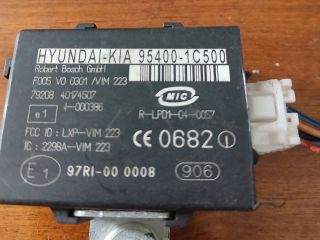 HYUNDAI-KIA 95400-1C500
Robert Bosch GmbH
F005 V0 0301 /VIM 223
79208 40174507
e1
-000386
MIC
R-LPD1-04-0057
FCC ID : LXP-VIM 223
IC : 2298A-VIM 223
CE 0682
E1
97RI-00 0008
906